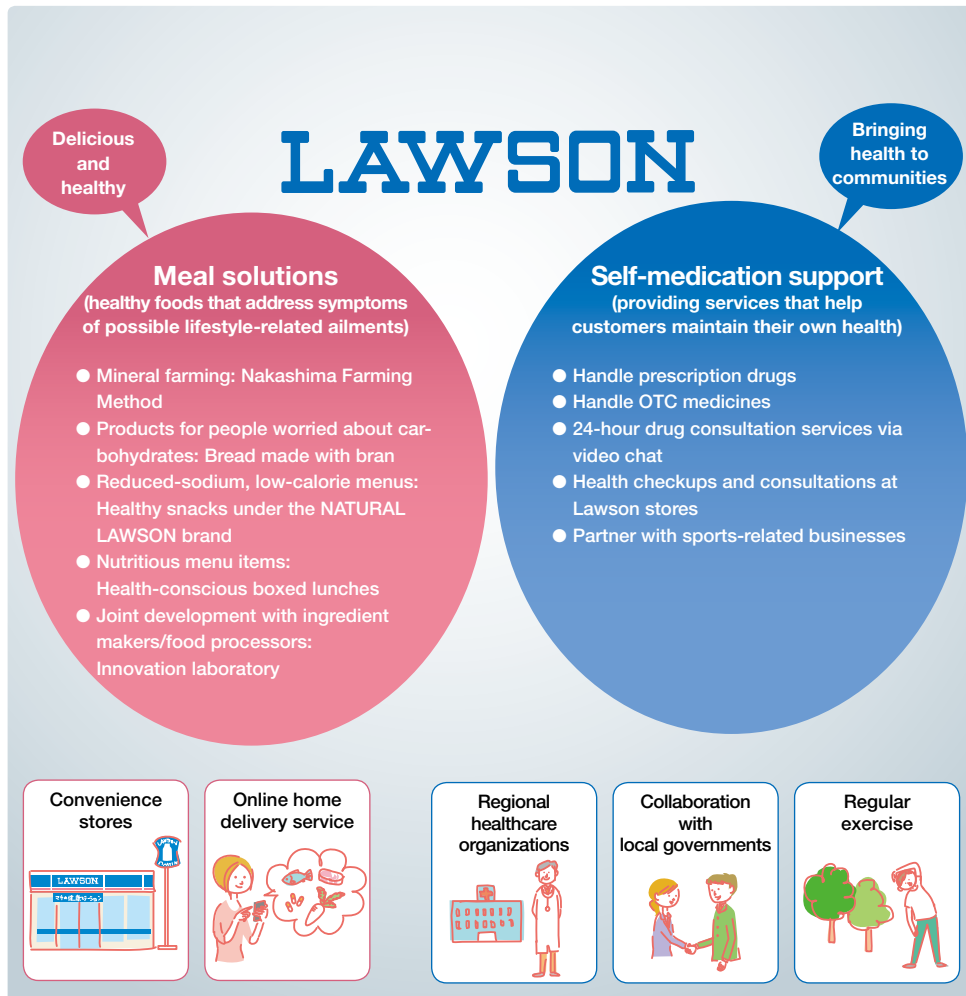 Delicious
and
healthy
LAWSON
Bringing
health to
communities
Meal solutions
(healthy foods that address symptoms
of possible lifestyle-related ailments)
● Mineral farming: Nakashima Farming
Method
● Products for people worried about car-
bohydrates: Bread made with bran
● Reduced-sodium, low-calorie menus:
Healthy snacks under the NATURAL
LAWSON brand
● Nutritious menu items:
Health-conscious boxed lunches
● Joint development with ingredient
makers/food processors:
Innovation laboratory
Self-medication support
(providing services that help
customers maintain their own health)
● Handle prescription drugs
● Handle OTC medicines
● 24-hour drug consultation services via
video chat
● Health checkups and consultations at
Lawson stores
● Partner with sports-related businesses
Convenience
stores
LAWSON
Online home
delivery service
Regional
healthcare
organizations
Collaboration
with
local governments
Regular
exercise